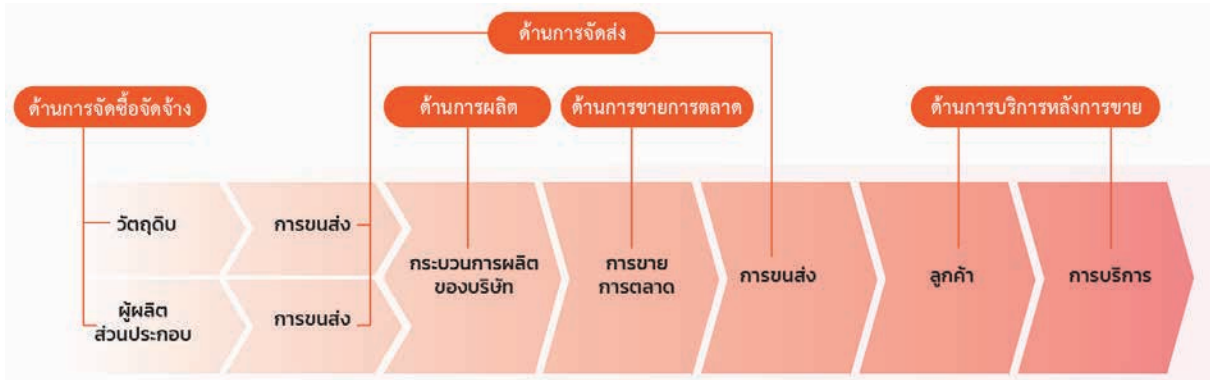 ด้านการจัดส่ง
ด้านการจัดซื้อจัดจ้าง
ด้านการผลิต
ด้านการขายการตลาด
ด้านการบริการหลังการขาย
วัตถุดิบ
การขนส่ง
กระบวนการผลิต
ของบริษัท
การขาย
การตลาด
การขนส่ง
ลูกค้า
การบริการ
ผู้ผลิต
ส่วนประกอบ
การขนส่ง